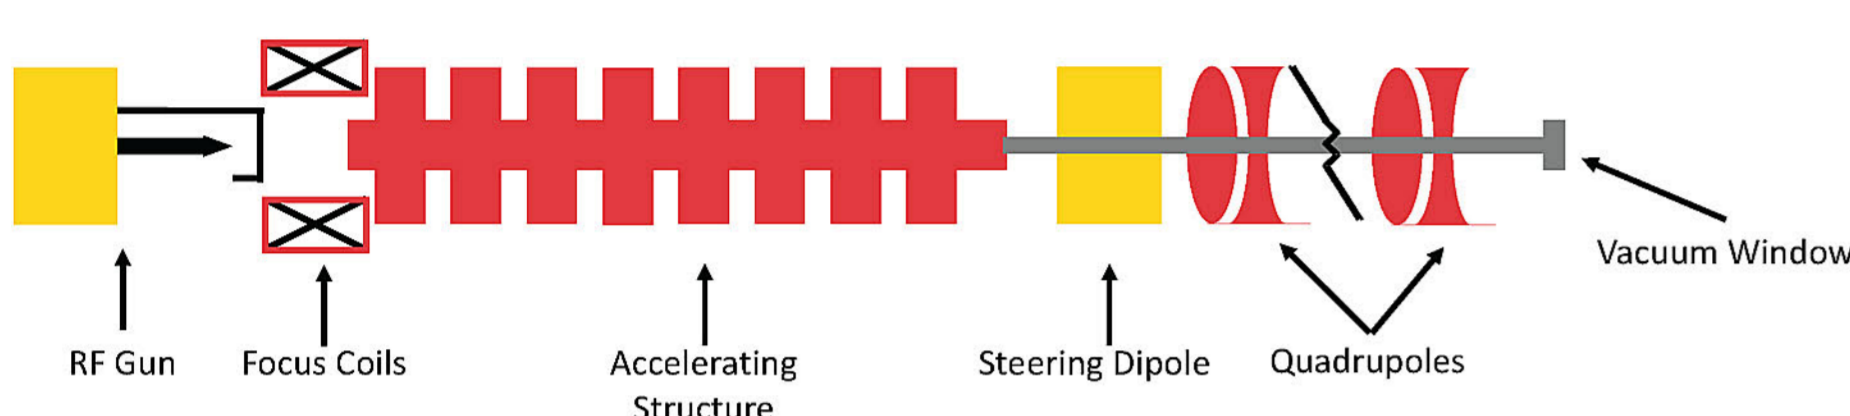 Vacuum Window
RF Gun
Focus Coils
Accelerating
Structure
Steering Dipole
Quadrupoles